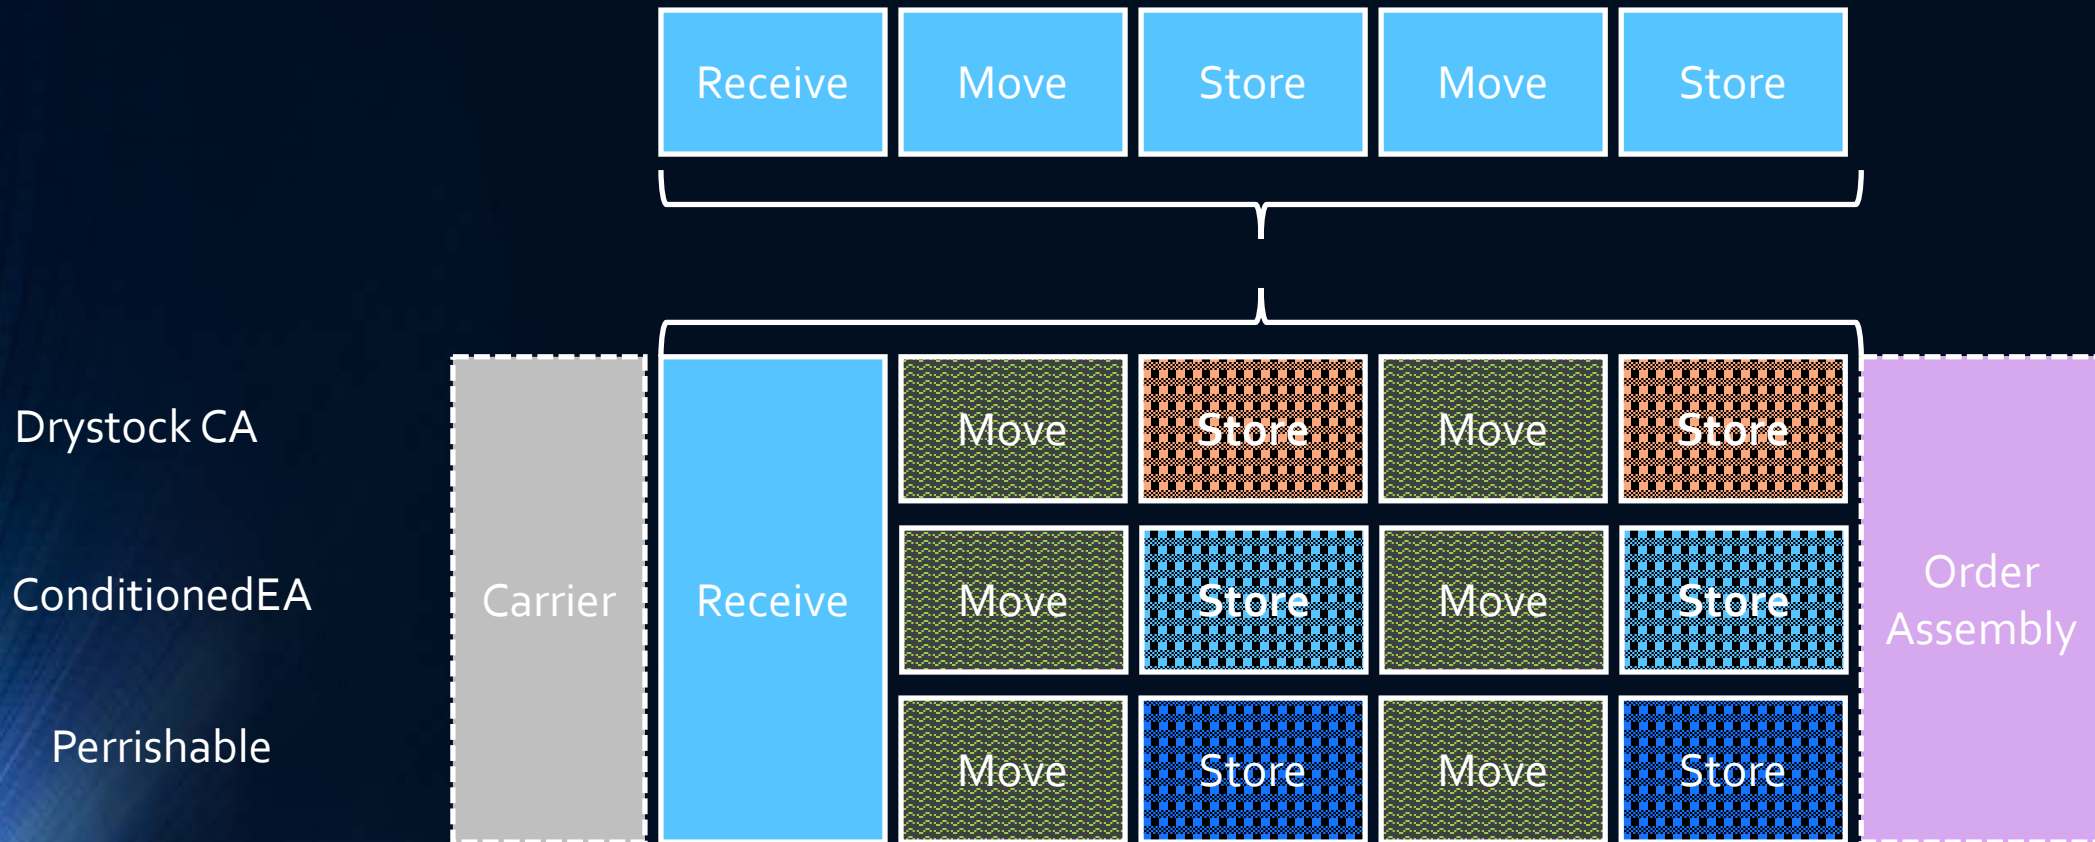 Receive
Move
Store
Move
Store
Drystock CA
Move
Store
Move
Store
ConditionedEA
Carrier
Receive
Move
Store
Move
Store
Order
Assembly
Perrishable
Move
Store
Move
Store